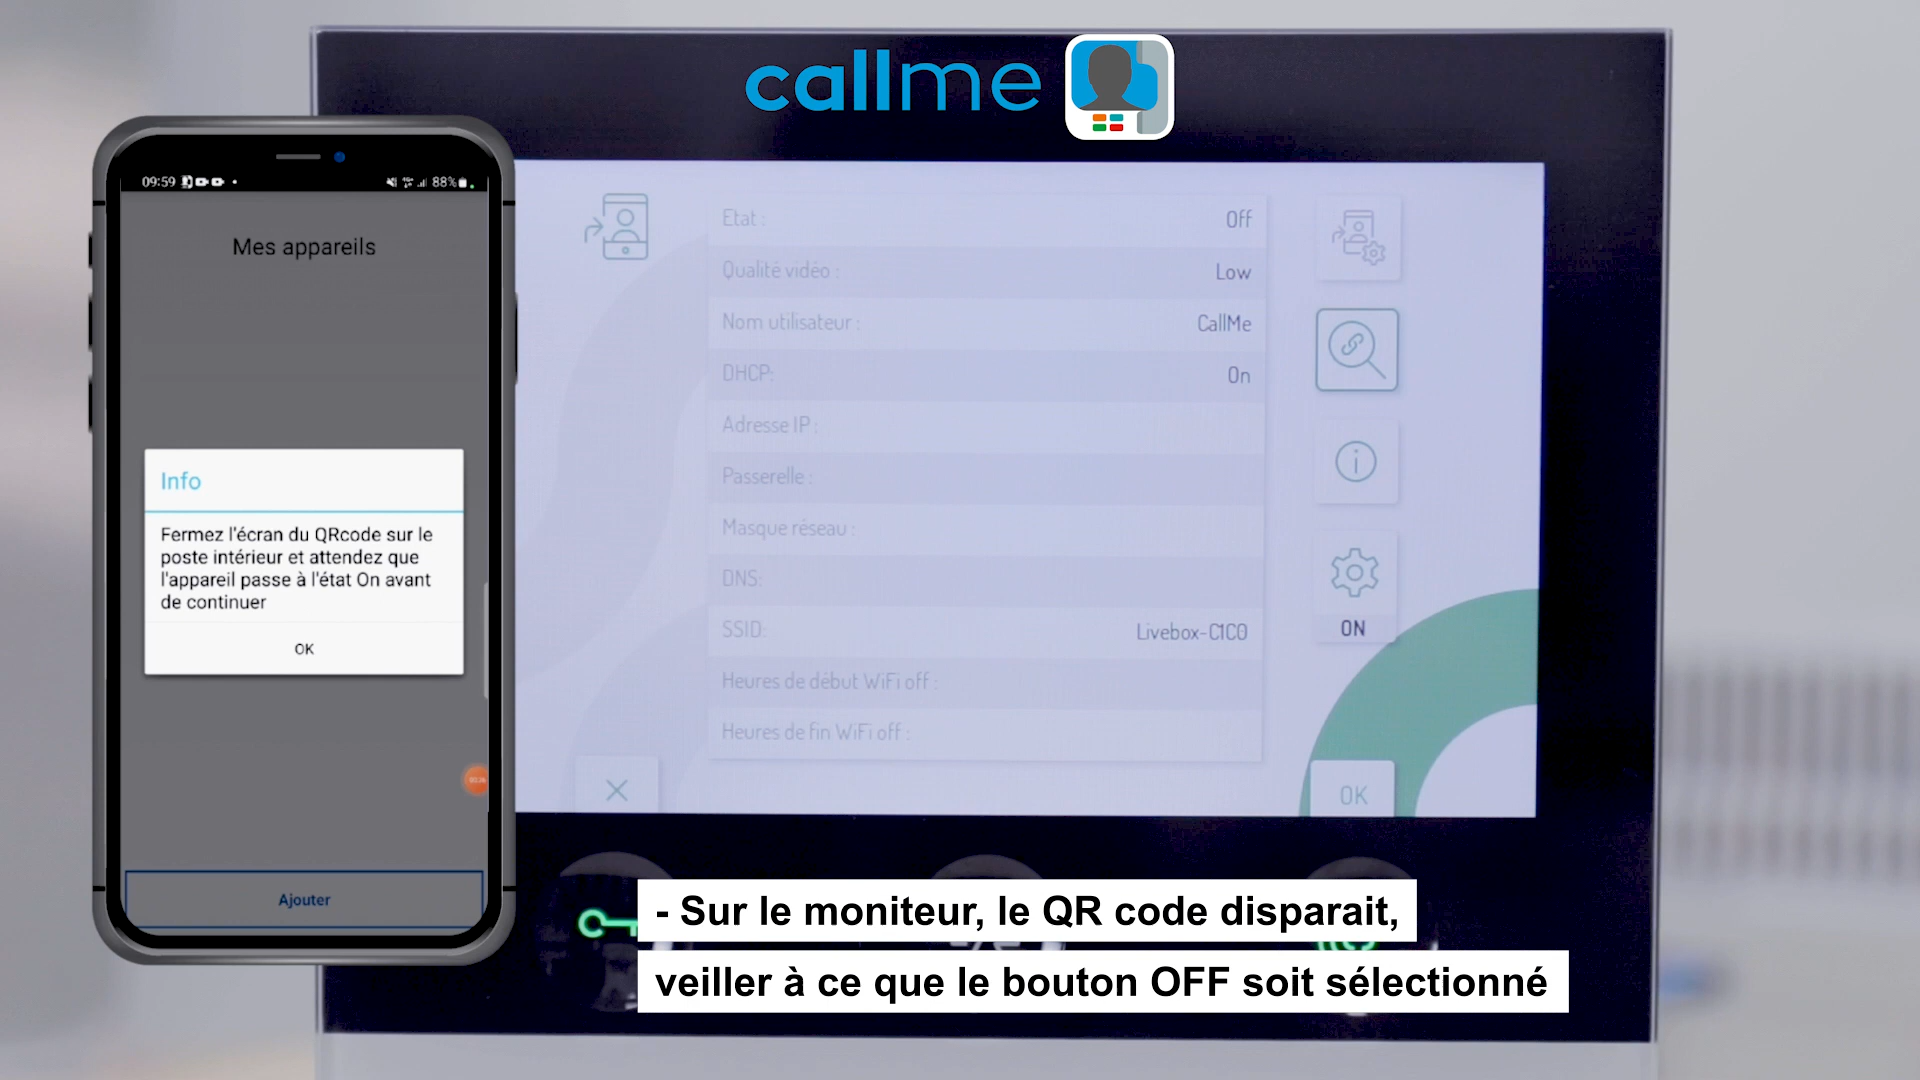 callme
09:59
88%
Mes appareils
Info
Fermez l'écran du QRcode sur le
poste intérieur et attendez que
l'appareil passe à l'état On avant
de continuer
OK
Ajouter
Etat : Off
Qualité vidéo : Low
Nom utilisateur : CallMe
DHCP: On
Adresse IP :
Passerelle :
Masque réseau :
DNS:
SSID: Livebox-C1C0
Heures de début WiFi off :
Heures de fin WiFi off :
ON
OK
- Sur le moniteur, le QR code disparait,
veiller à ce que le bouton OFF soit sélectionné